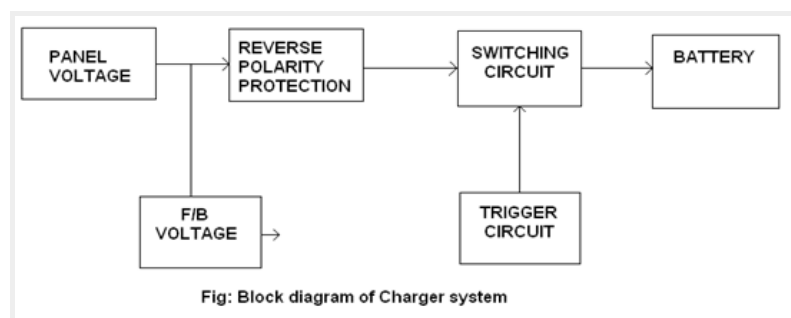 PANEL
VOLTAGE
REVERSE
POLARITY
PROTECTION
SWITCHING
CIRCUIT
BATTERY
F/B
VOLTAGE
TRIGGER
CIRCUIT
Fig: Block diagram of Charger system